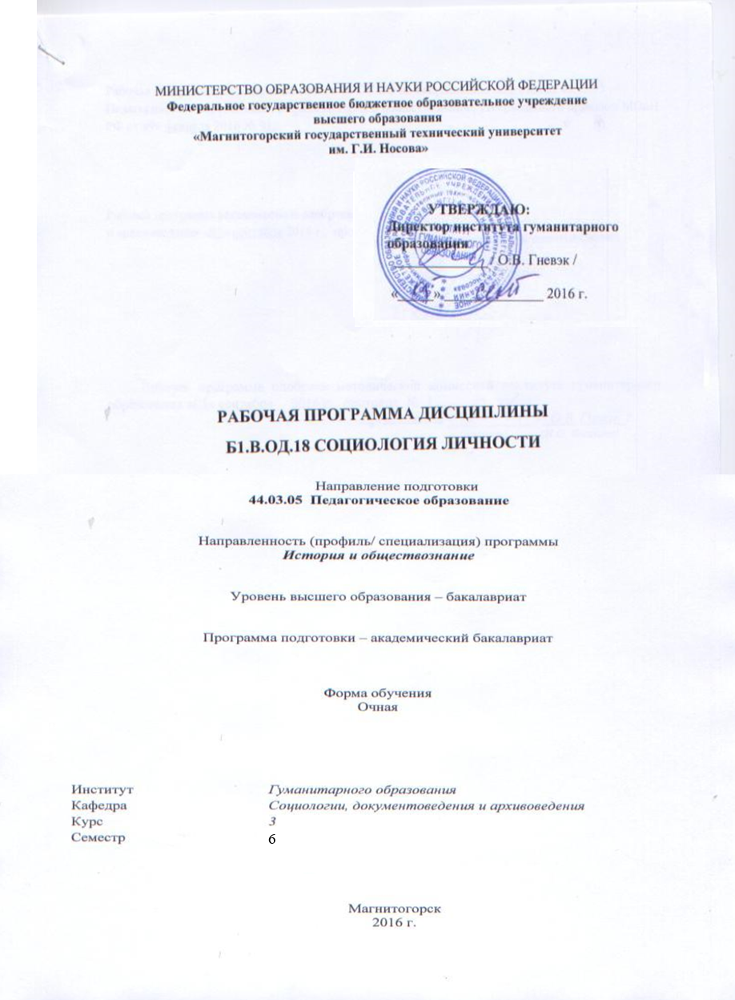 МИНИСТЕРСТВО ОБРАЗОВАНИЯ И НАУКИ РОССИЙСКОЙ ФЕДЕРАЦИИ
Федеральное государственное бюджетное образовательное учреждение
высшего образования
«Магнитогорский государственный технический университет
им. Г.И. Носова»
УТВЕРЖДАЮ:
Директор института гуманитарного
образования
О.В. Гневэк /
«____»______________ 2016 г.
РАБОЧАЯ ПРОГРАММА ДИСЦИПЛИНЫ
Б1.В.ОД.18 СОЦИОЛОГИЯ ЛИЧНОСТИ
Направление подготовки
44.03.05 Педагогическое образование
Направленность (профиль/ специализация) программы
История и обществознание
Уровень высшего образования – бакалавриат
Программа подготовки – академический бакалавриат
Форма обучения
Очная
Институт Гуманитарного образования
Кафедра Социологии, документоведения и архивоведения
Курс 3
Семестр 6
Магнитогорск
2016 г.